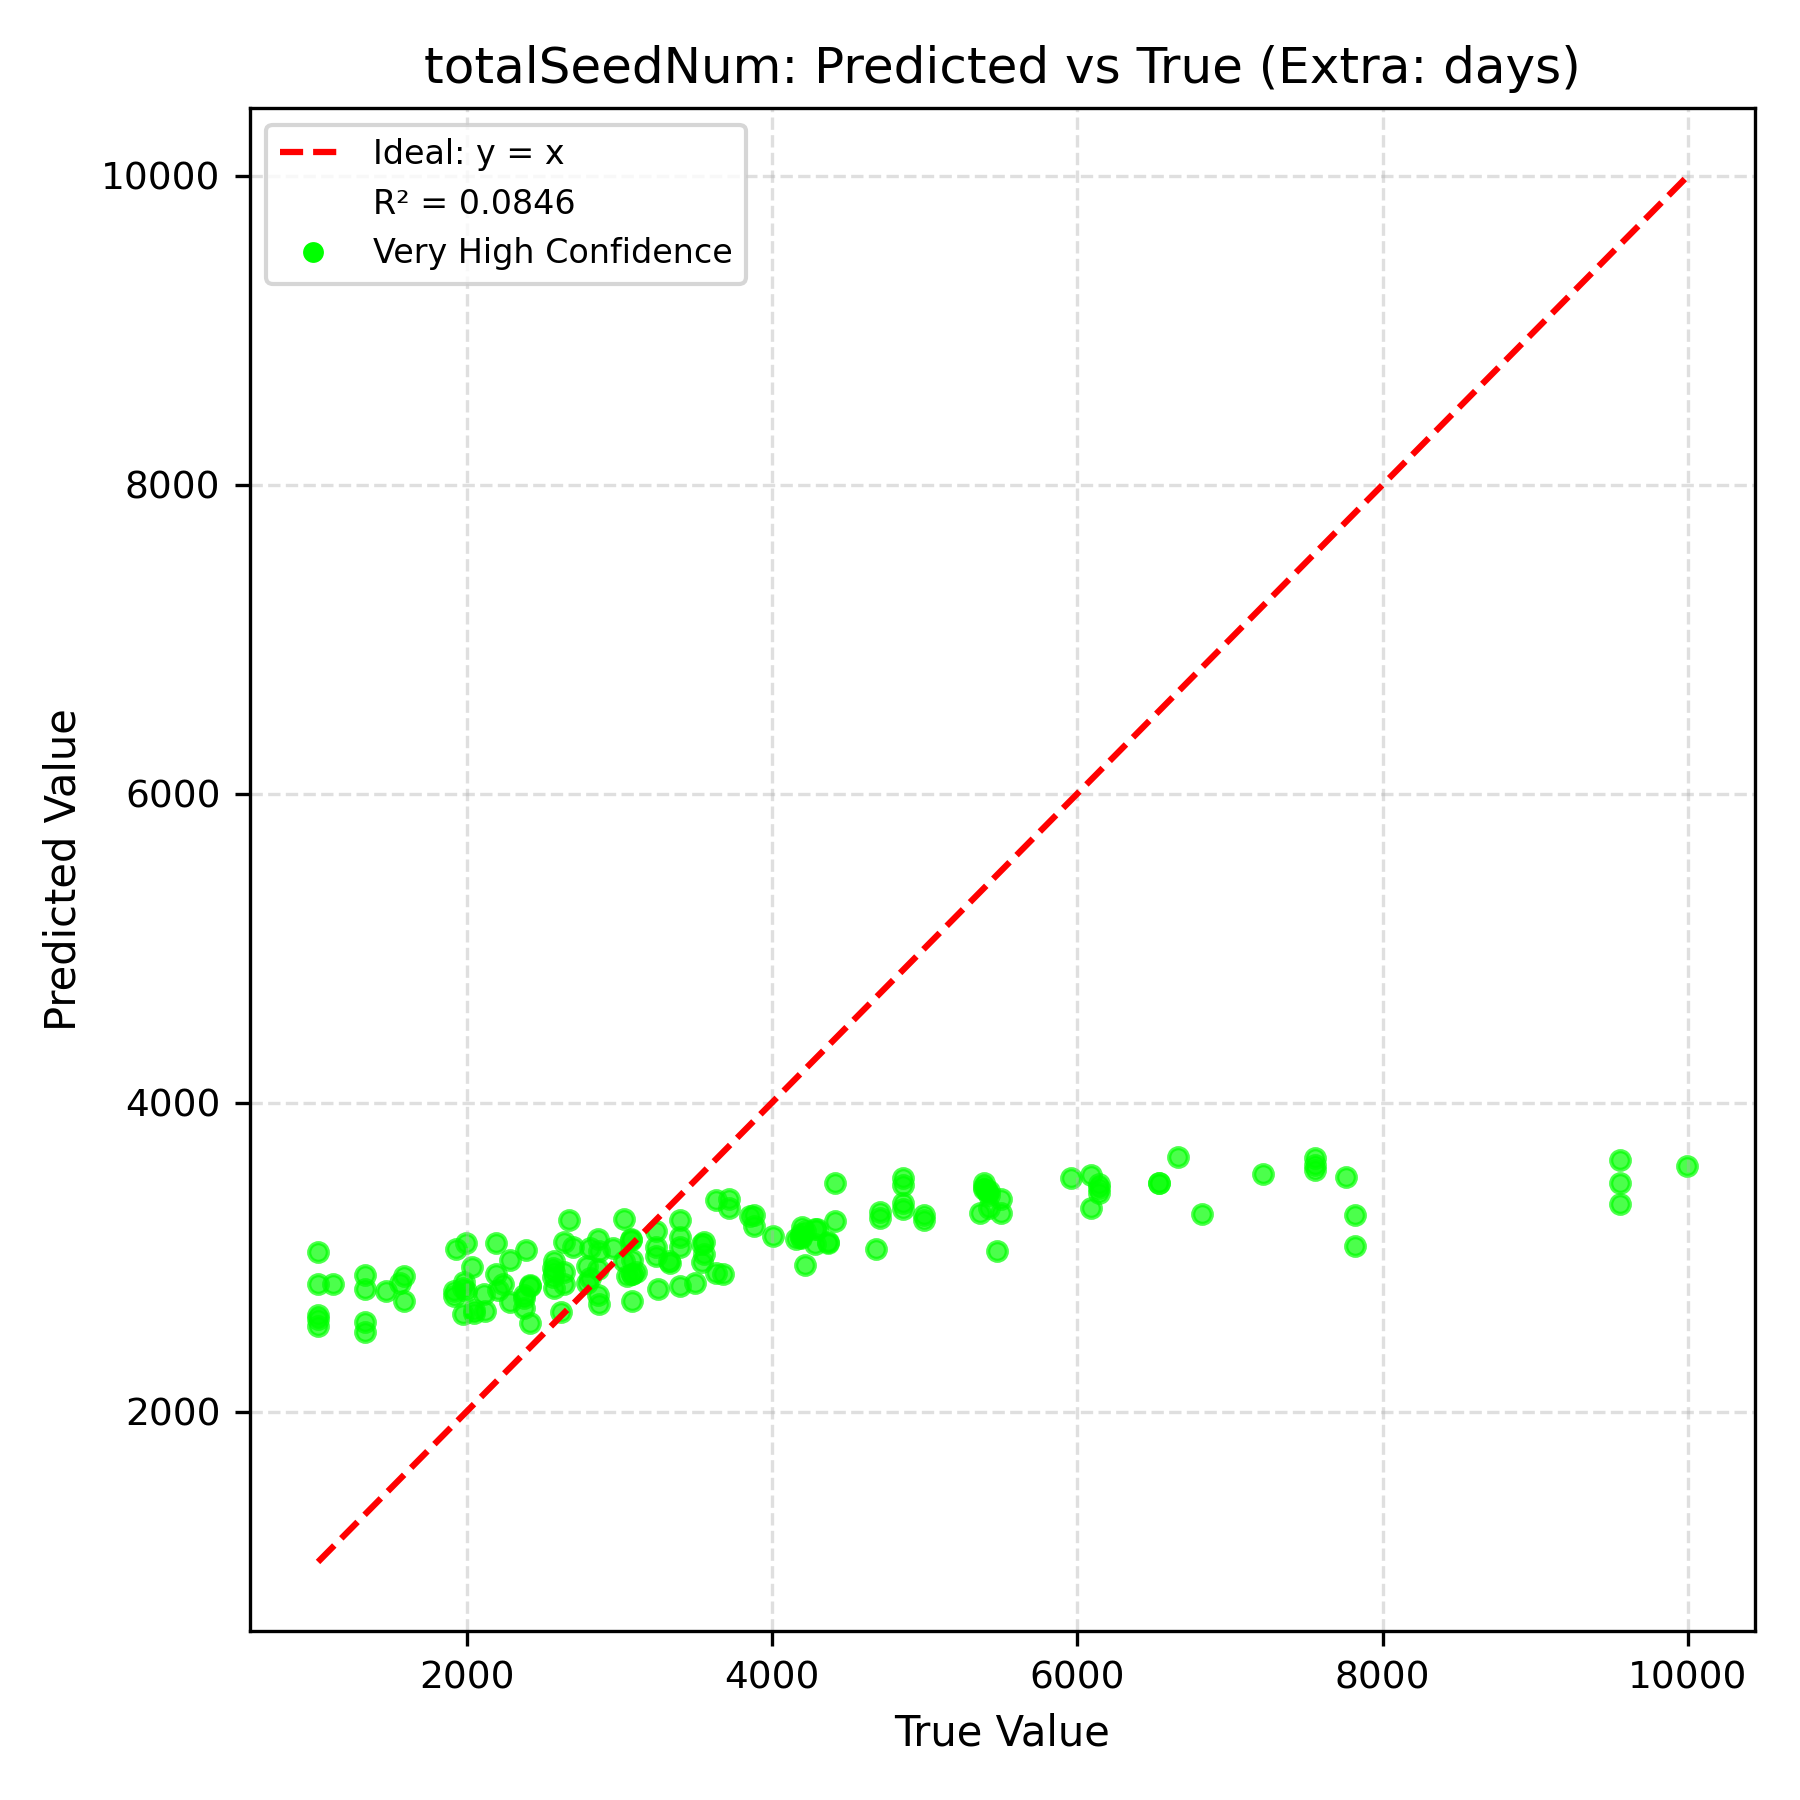 totalSeedNum: Predicted vs True (Extra: days)
Ideal: y = x
R² = 0.0846
Very High Confidence
10000
8000
6000
4000
2000
Predicted Value
2000 4000 6000 8000 10000
True Value